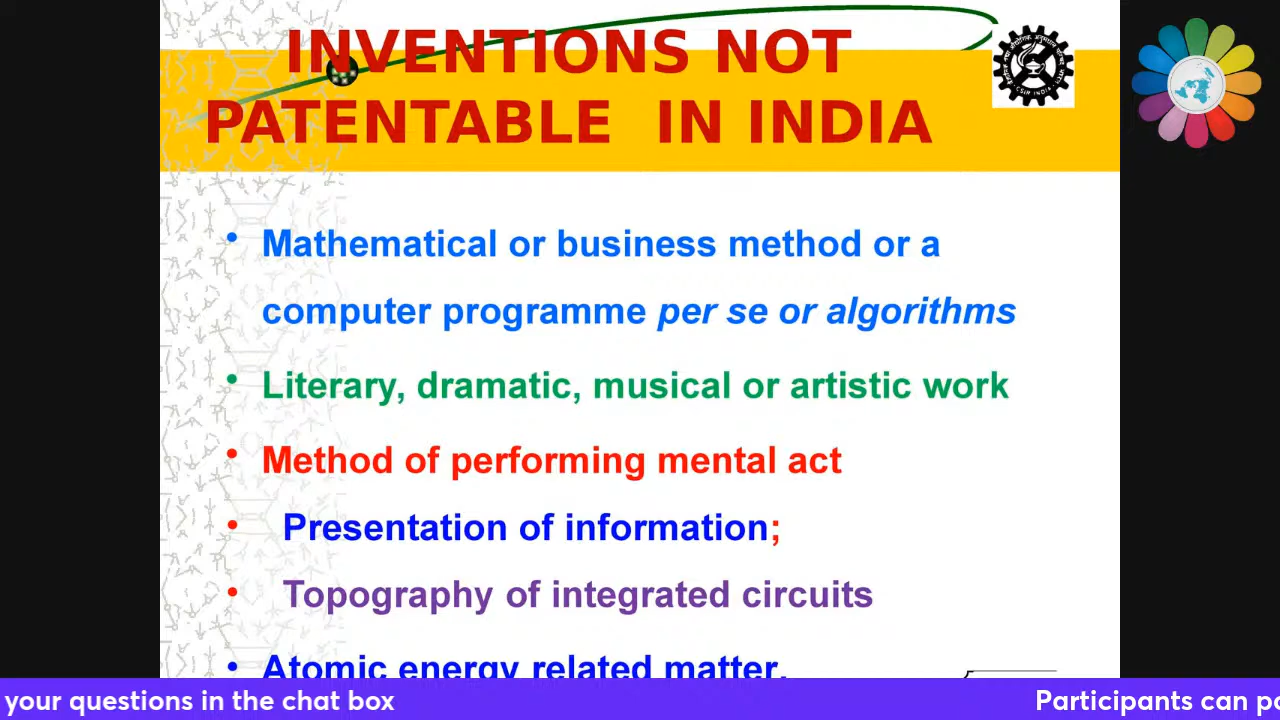 INVENTIONS NOT
PATENTABLE IN INDIA
• Mathematical or business method or a
computer programme per se or algorithms
• Literary, dramatic, musical or artistic work
• Method of performing mental act
• Presentation of information;
• Topography of integrated circuits
• Atomic energy related matter.
your questions in the chat box
Participants can